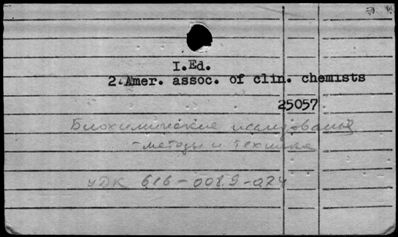 I.Ed.
2.Amer. assoc. of clin. chemists
25057
Биохимические исследования
-методы и техника
УДК 616-008.9-074